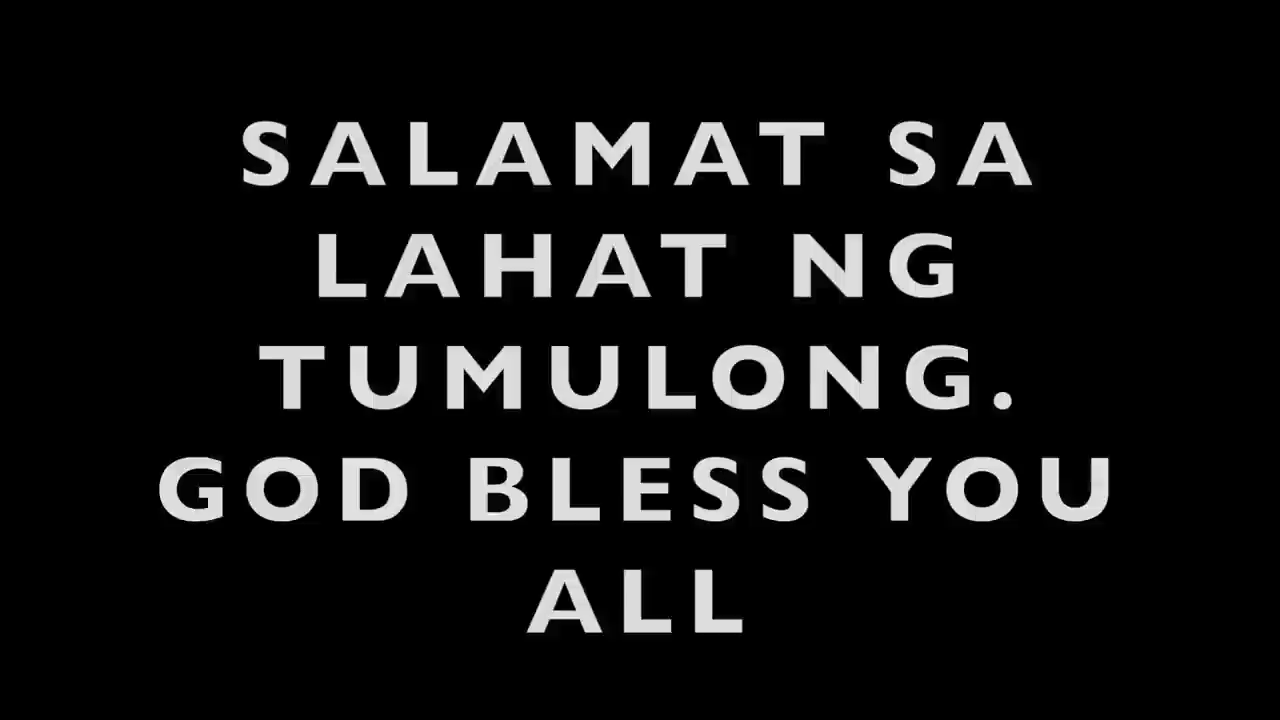 SALAMAT SA
LAHAT NG
TUMULONG.
GOD BLESS YOU
ALL